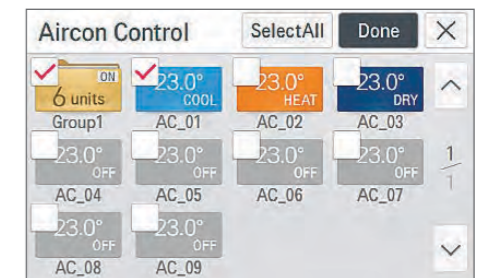 Aircon Control SelectAll Done
ON
6 units 23.0° COOL 23.0° HEAT 23.0° DRY
Group1 AC_01 AC_02 AC_03
23.0° OFF 23.0° OFF 23.0° OFF 23.0° OFF
AC_04 AC_05 AC_06 AC_07
1
1
23.0° OFF 23.0° OFF
AC_08 AC_09